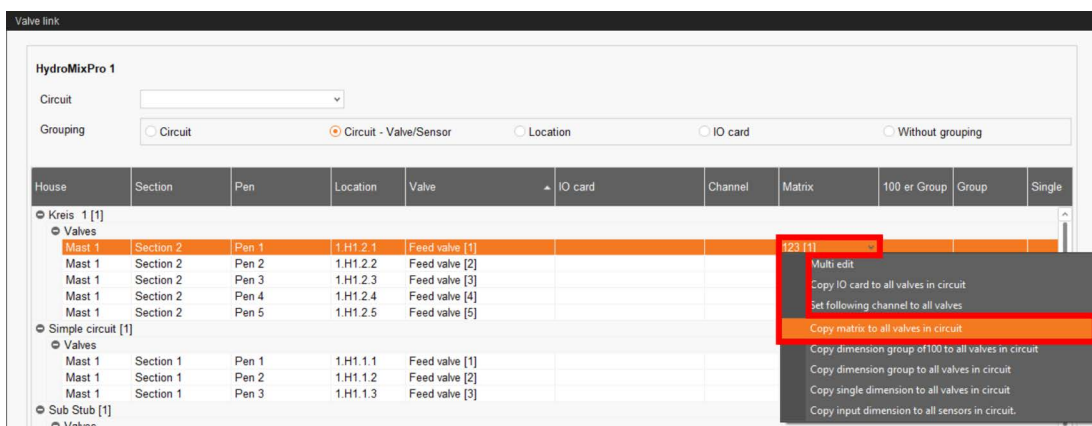 Valve link
HydroMixPro 1
Circuit
Grouping Circuit Circuit - Valve/Sensor Location IO card Without grouping
House Section Pen Location Valve IO card Channel Matrix 100 er Group Group Single
Kreis 1 [1]
Valves
Mast 1 Section 2 Pen 1 1.H1.2.1 Feed valve [1] 123 [1]
Mast 1 Section 2 Pen 2 1.H1.2.2 Feed valve [2]
Mast 1 Section 2 Pen 3 1.H1.2.3 Feed valve [3]
Mast 1 Section 2 Pen 4 1.H1.2.4 Feed valve [4]
Mast 1 Section 2 Pen 5 1.H1.2.5 Feed valve [5]
Simple circuit [1]
Valves
Mast 1 Section 1 Pen 1 1.H1.1.1 Feed valve [1]
Mast 1 Section 1 Pen 2 1.H1.1.2 Feed valve [2]
Mast 1 Section 1 Pen 3 1.H1.1.3 Feed valve [3]
Sub Stub [1]
Valves
Multi edit
Copy IO card to all valves in circuit
Set following channel to all valves
Copy matrix to all valves in circuit
Copy dimension group of100 to all valves in circuit
Copy dimension group to all valves in circuit
Copy single dimension to all valves in circuit
Copy input dimension to all sensors in circuit.